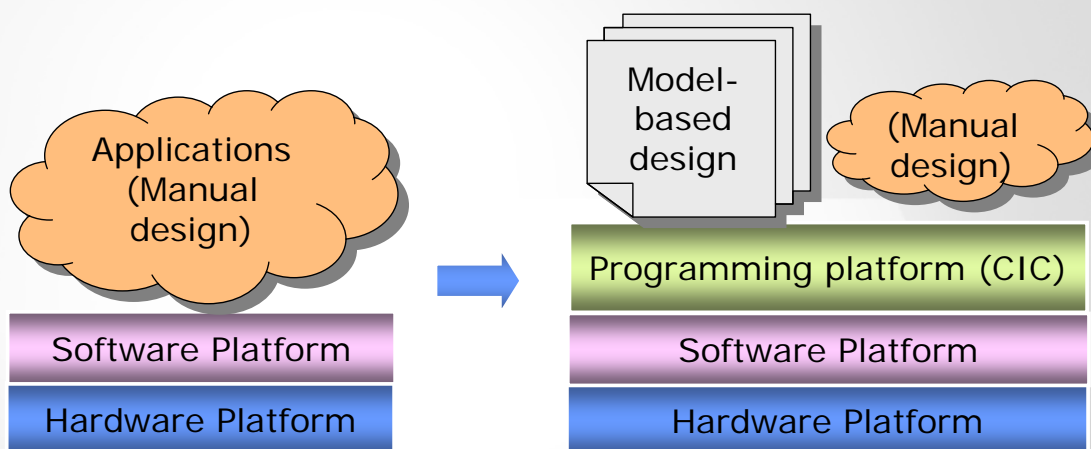 Applications
(Manual
design)
Software Platform
Hardware Platform
Model-
based
design
(Manual
design)
Programming platform (CIC)
Software Platform
Hardware Platform